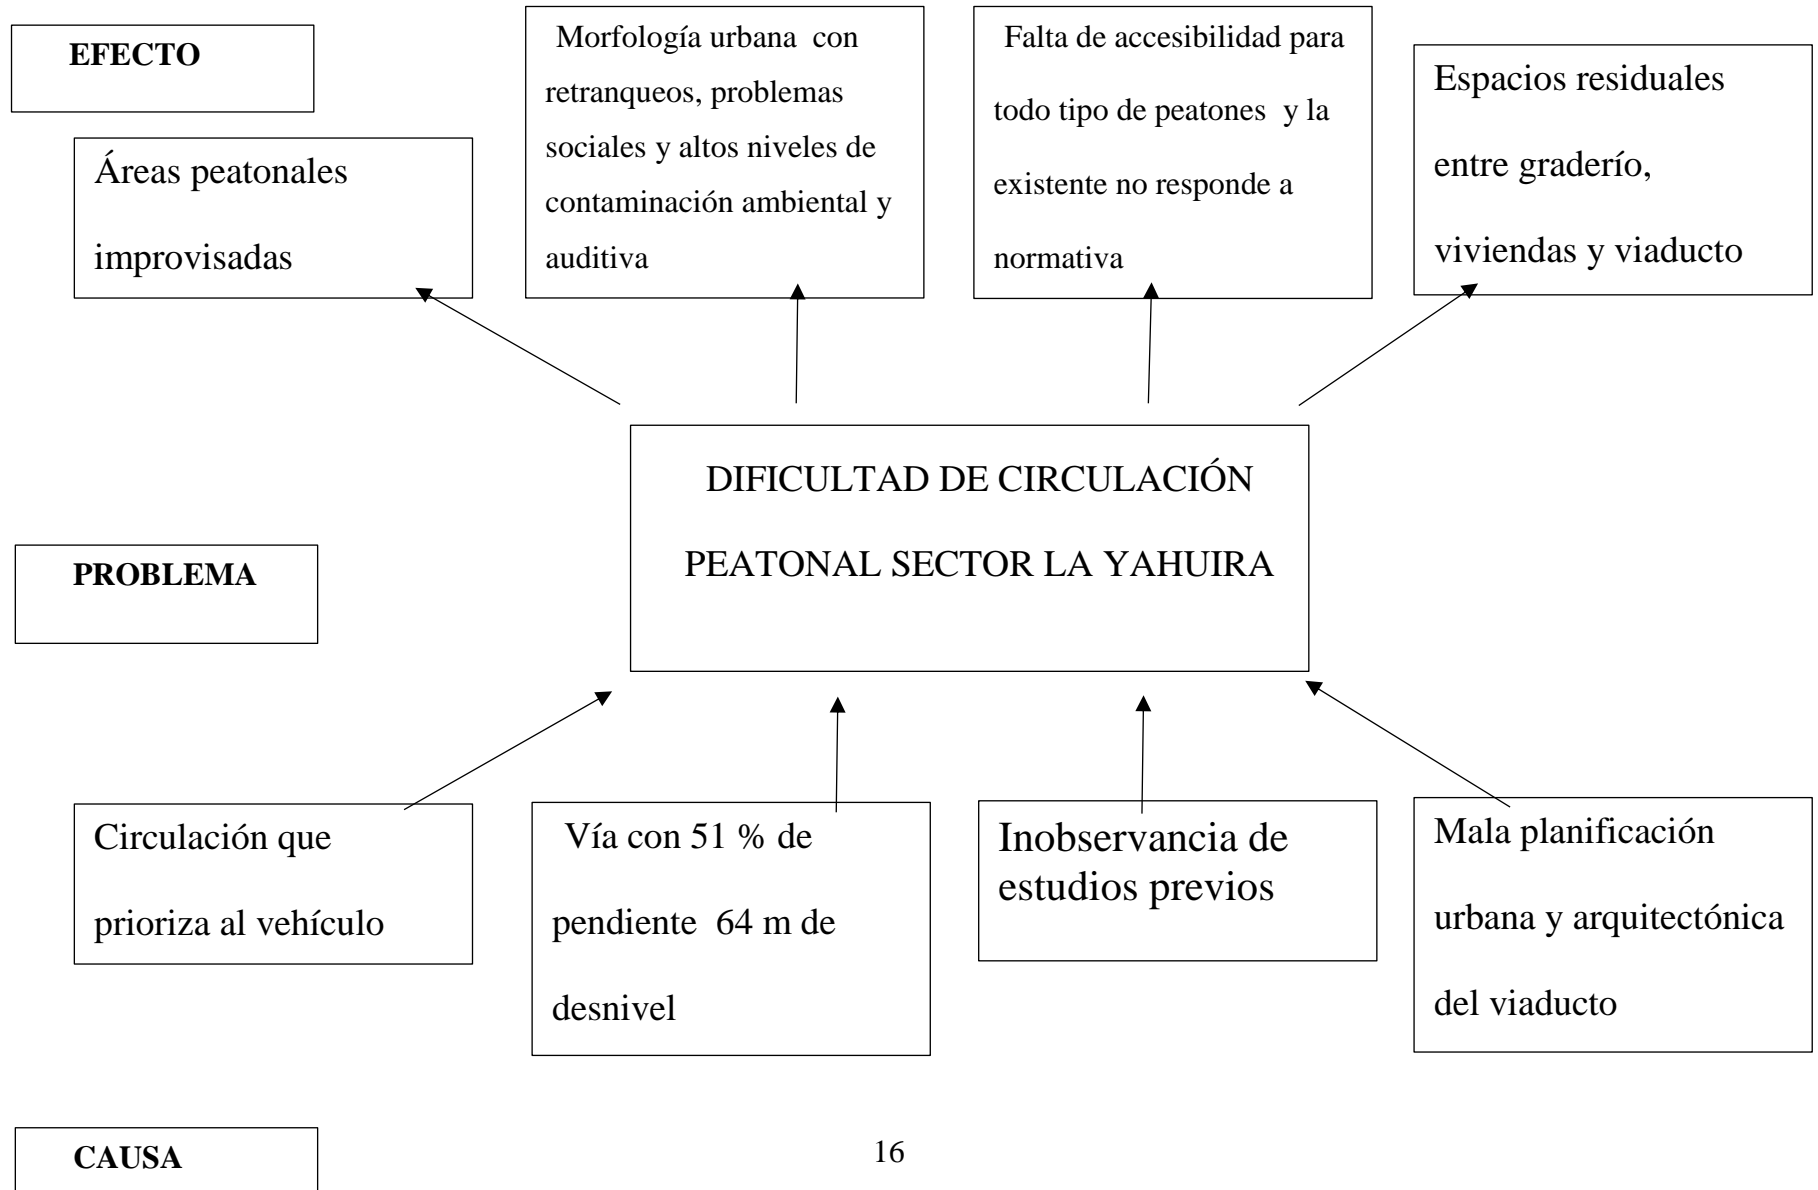 EFECTO
Áreas peatonales
improvisadas
Morfología urbana con
retranqueos, problemas
sociales y altos niveles de
contaminación ambiental y
auditiva
Falta de accesibilidad para
todo tipo de peatones y la
existente no responde a
normativa
Espacios residuales
entre graderío,
viviendas y viaducto
PROBLEMA
DIFICULTAD DE CIRCULACIÓN
PEATONAL SECTOR LA YAHUIRA
Circulación que
prioriza al vehículo
Vía con 51 % de
pendiente 64 m de
desnivel
Inobservancia de
estudios previos
Mala planificación
urbana y arquitectónica
del viaducto
CAUSA
16